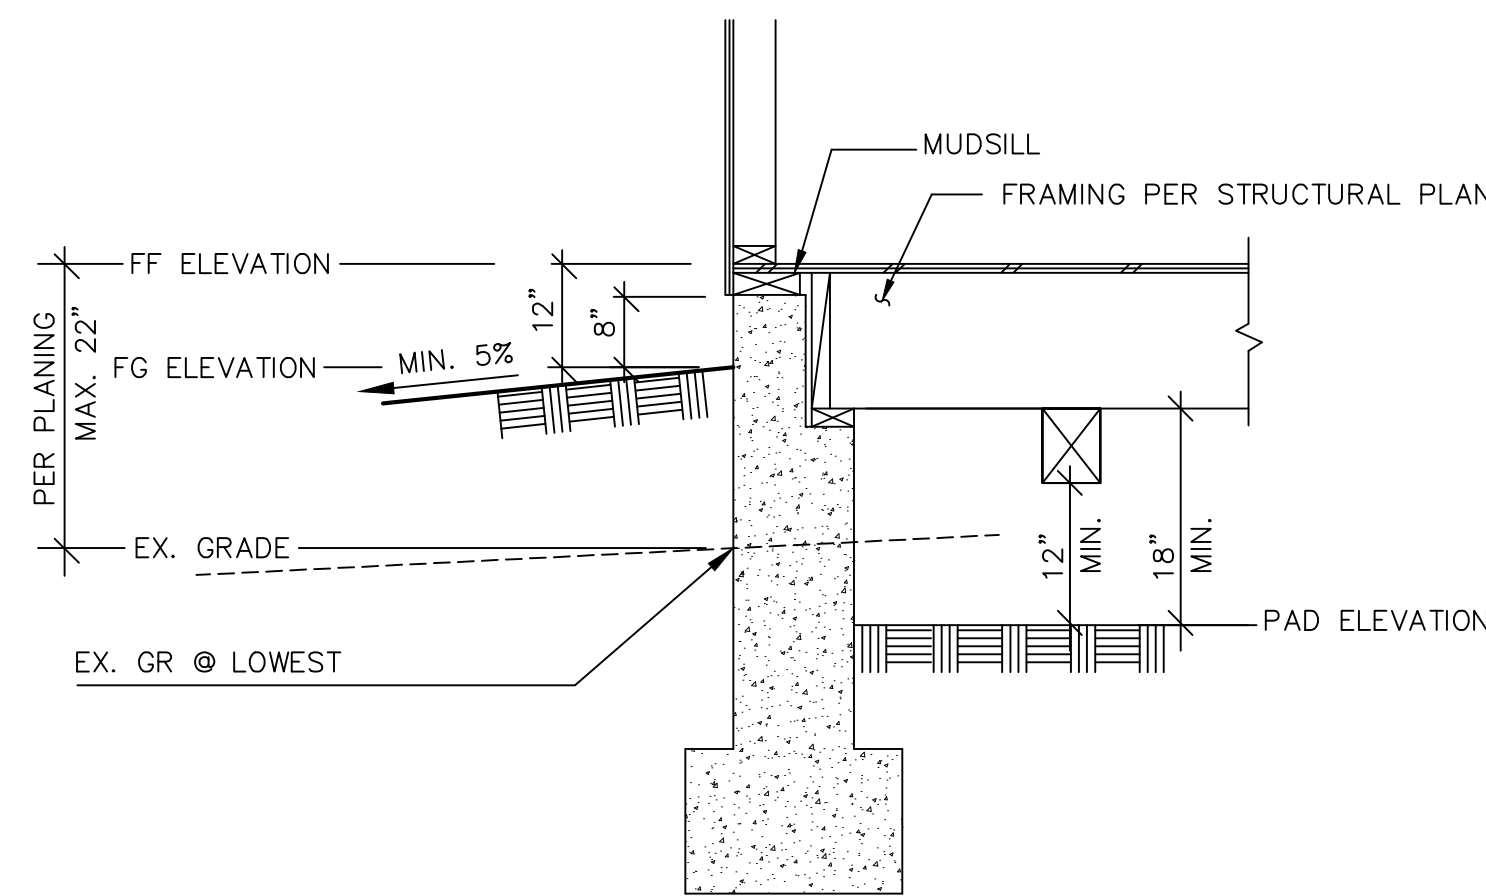 MUDSILL
FRAMING PER STRUCTURAL PLAN
FF ELEVATION
12”
8”
PER PLANING
MAX. 22”
FG ELEVATION
MIN. 5%
EX. GRADE
12”
MIN.
18”
MIN.
PAD ELEVATION
EX. GR @ LOWEST